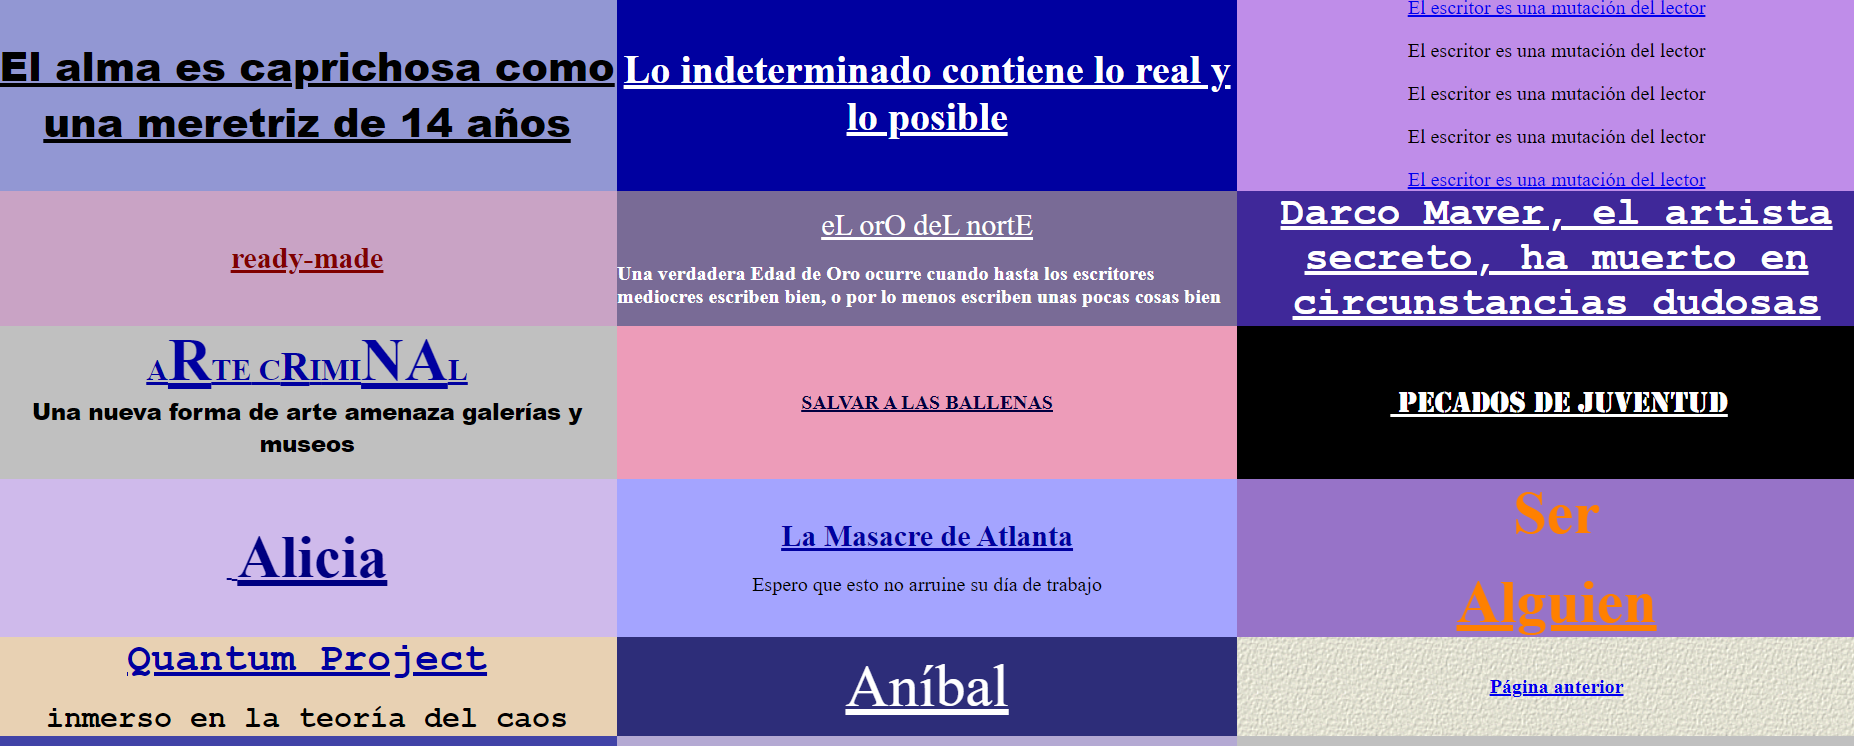 El alma es caprichosa como
una meretriz de 14 años
Lo indeterminado contiene lo real y
lo posible
El escritor es una mutación del lector
El escritor es una mutación del lector
El escritor es una mutación del lector
El escritor es una mutación del lector
El escritor es una mutación del lector
ready-made
eL orO deL nortE
Una verdadera Edad de Oro ocurre cuando hasta los escritores
mediocres escriben bien, o por lo menos escriben unas pocas cosas bien
Darco Maver, el artista
secreto, ha muerto en
circunstancias dudosas
ARTE CRIMINAL
Una nueva forma de arte amenaza galerías y
museos
SALVAR A LAS BALLENAS
PECADOS DE JUVENTUD
Alicia
La Masacre de Atlanta
Espero que esto no arruine su día de trabajo
Ser
Alguien
Quantum Project
inmerso en la teoría del caos
Aníbal
Página anterior